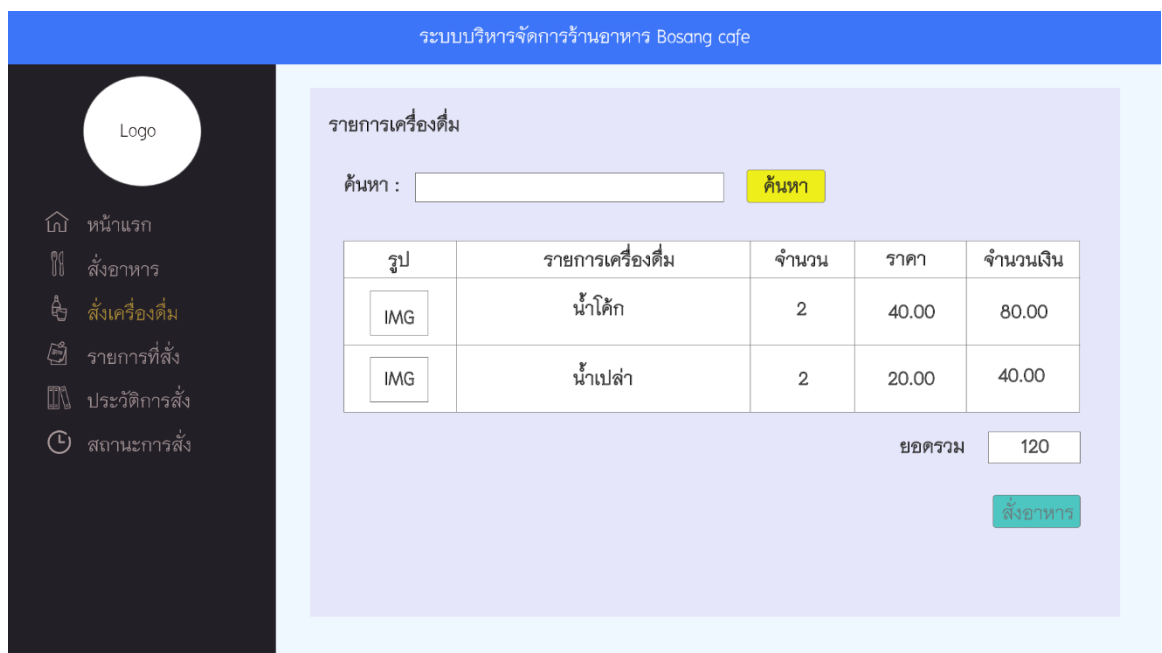 ระบบบริหารจัดการร้านอาหาร Bosang cafe
Logo
หน้าแรก
สั่งอาหาร
สั่งเครื่องดื่ม
รายการที่สั่ง
ประวัติการสั่ง
สถานะการสั่ง
รายการเครื่องดื่ม
ค้นหา : ค้นหา
รูป รายการเครื่องดื่ม จำนวน ราคา จำนวนเงิน
IMG น้ำโค้ก 2 40.00 80.00
IMG น้ำเปล่า 2 20.00 40.00
ยอดรวม 120
สั่งอาหาร